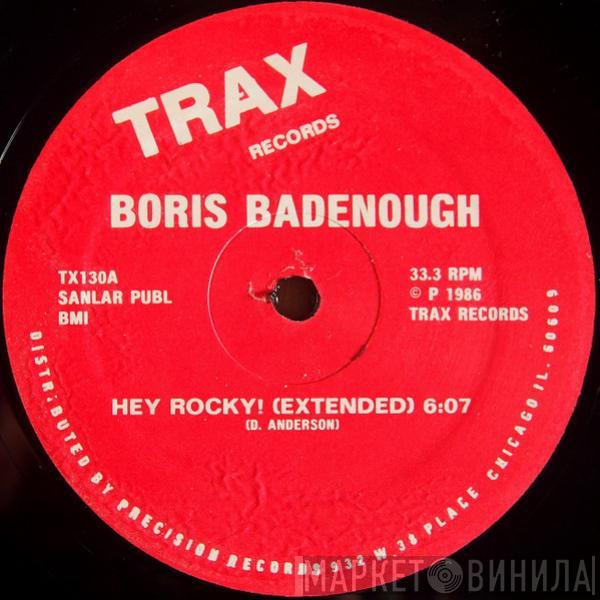 TRAX
RECORDS
BORIS BADENOUGH
TX130A
SANLAR PUBL
BMI
33.3 RPM
© P 1986
TRAX RECORDS
HEY ROCKY! (EXTENDED) 6:07
(D. ANDERSON)
DISTRIBUTED BY PRECISION RECORDS 932 W 38 PLACE CHICAGO IL. 60609
МАРКЕТ ВИНИЛА